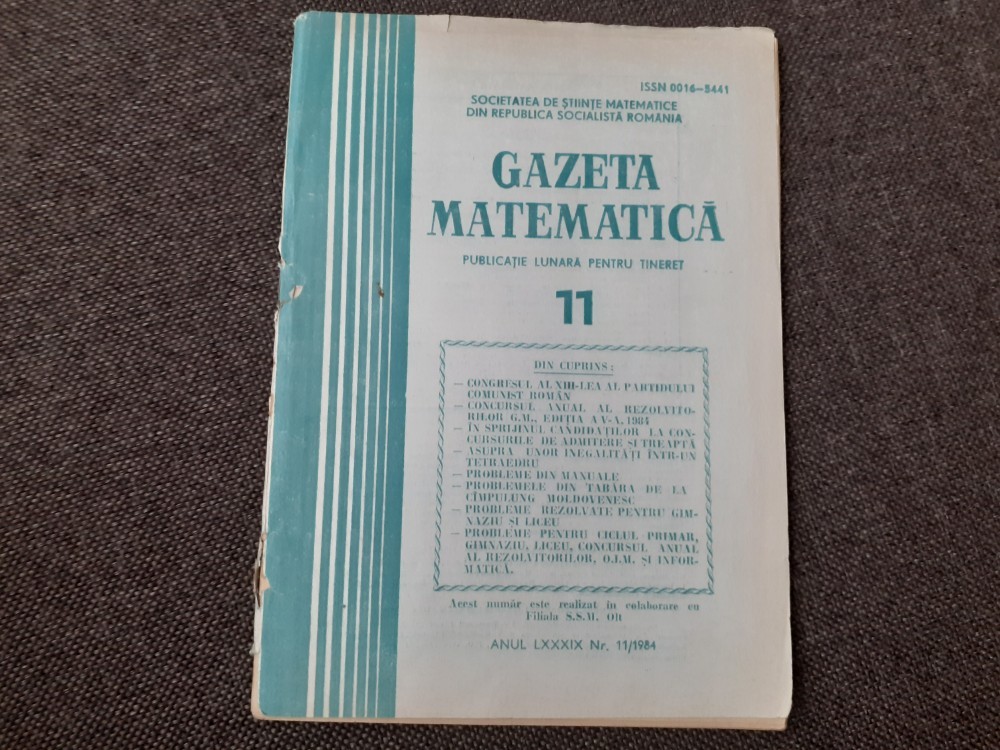 ISSN 0016-5441
SOCIETATEA DE ȘTIINȚE MATEMATICE
DIN REPUBLICA SOCIALISTĂ ROMÂNIA
GAZETA
MATEMATICĂ
PUBLICAȚIE LUNARĂ PENTRU TINERET
11
DIN CUPRINS :
— CONGRESUL AL XIII-LEA AL PARTIDULUI
COMUNIST ROMÂN
— CONCURSUL ANUAL AL REZOLVITO-
RILOR G.M., EDIȚIA A V-A, 1984
— ÎN SPRIJINUL CANDIDAȚILOR LA CON-
CURSURILE DE ADMITERE ȘI TREAPTĂ
— ASUPRA UNOR INEGALITĂȚI ÎNTR-UN
TETRAEDRU
— PROBLEME DIN MANUALE
— PROBLEMELE DIN TABĂRA DE LA
CÎMPULUNG MOLDOVENESC
— PROBLEME REZOLVATE PENTRU GIM-
NAZIU ȘI LICEU
— PROBLEME PENTRU CICLUL PRIMAR,
GIMNAZIU, LICEU, CONCURSUL ANUAL
AL REZOLVITORILOR, O.I.M. ȘI INFOR-
MATICĂ.
Acest număr este realizat în colaborare cu
Filiala S.S.M. Olt
ANUL LXXXIX Nr. 11/1984